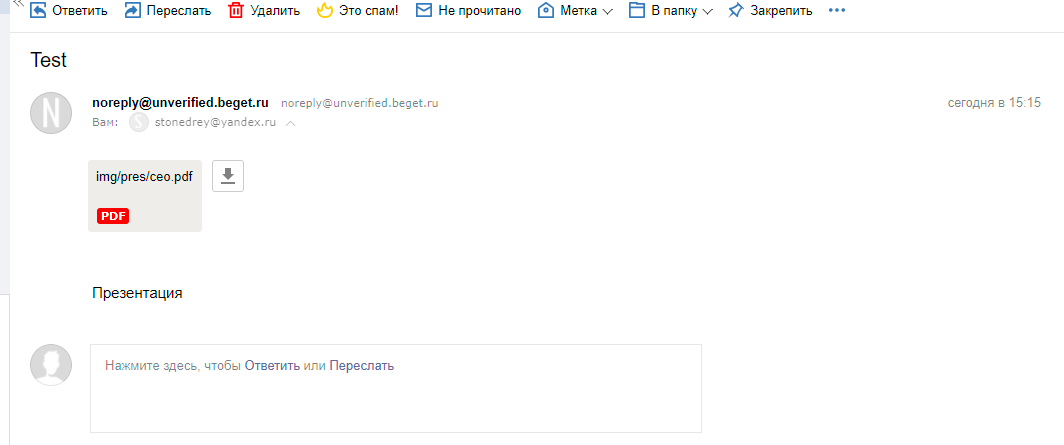 Ответить Переслать Удалить Это спам! Не прочитано Метка В папку Закрепить
Test
N noreply@unverified.beget.ru noreply@unverified.beget.ru сегодня в 15:15
Вам: S stonedrey@yandex.ru
img/pres/ceo.pdf
PDF
Презентация
Нажмите здесь, чтобы Ответить или Переслать